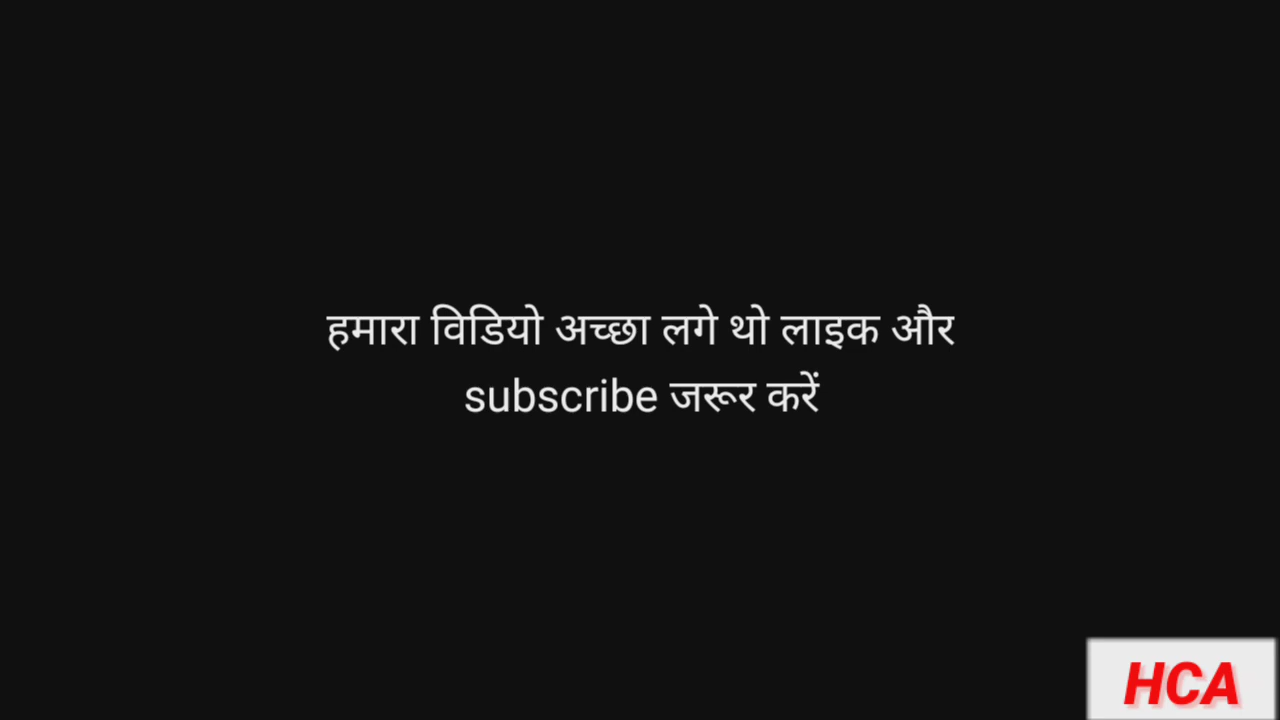 हमारा विडियो अच्छा लगे थो लाइक और
subscribe जरूर करें
HCA